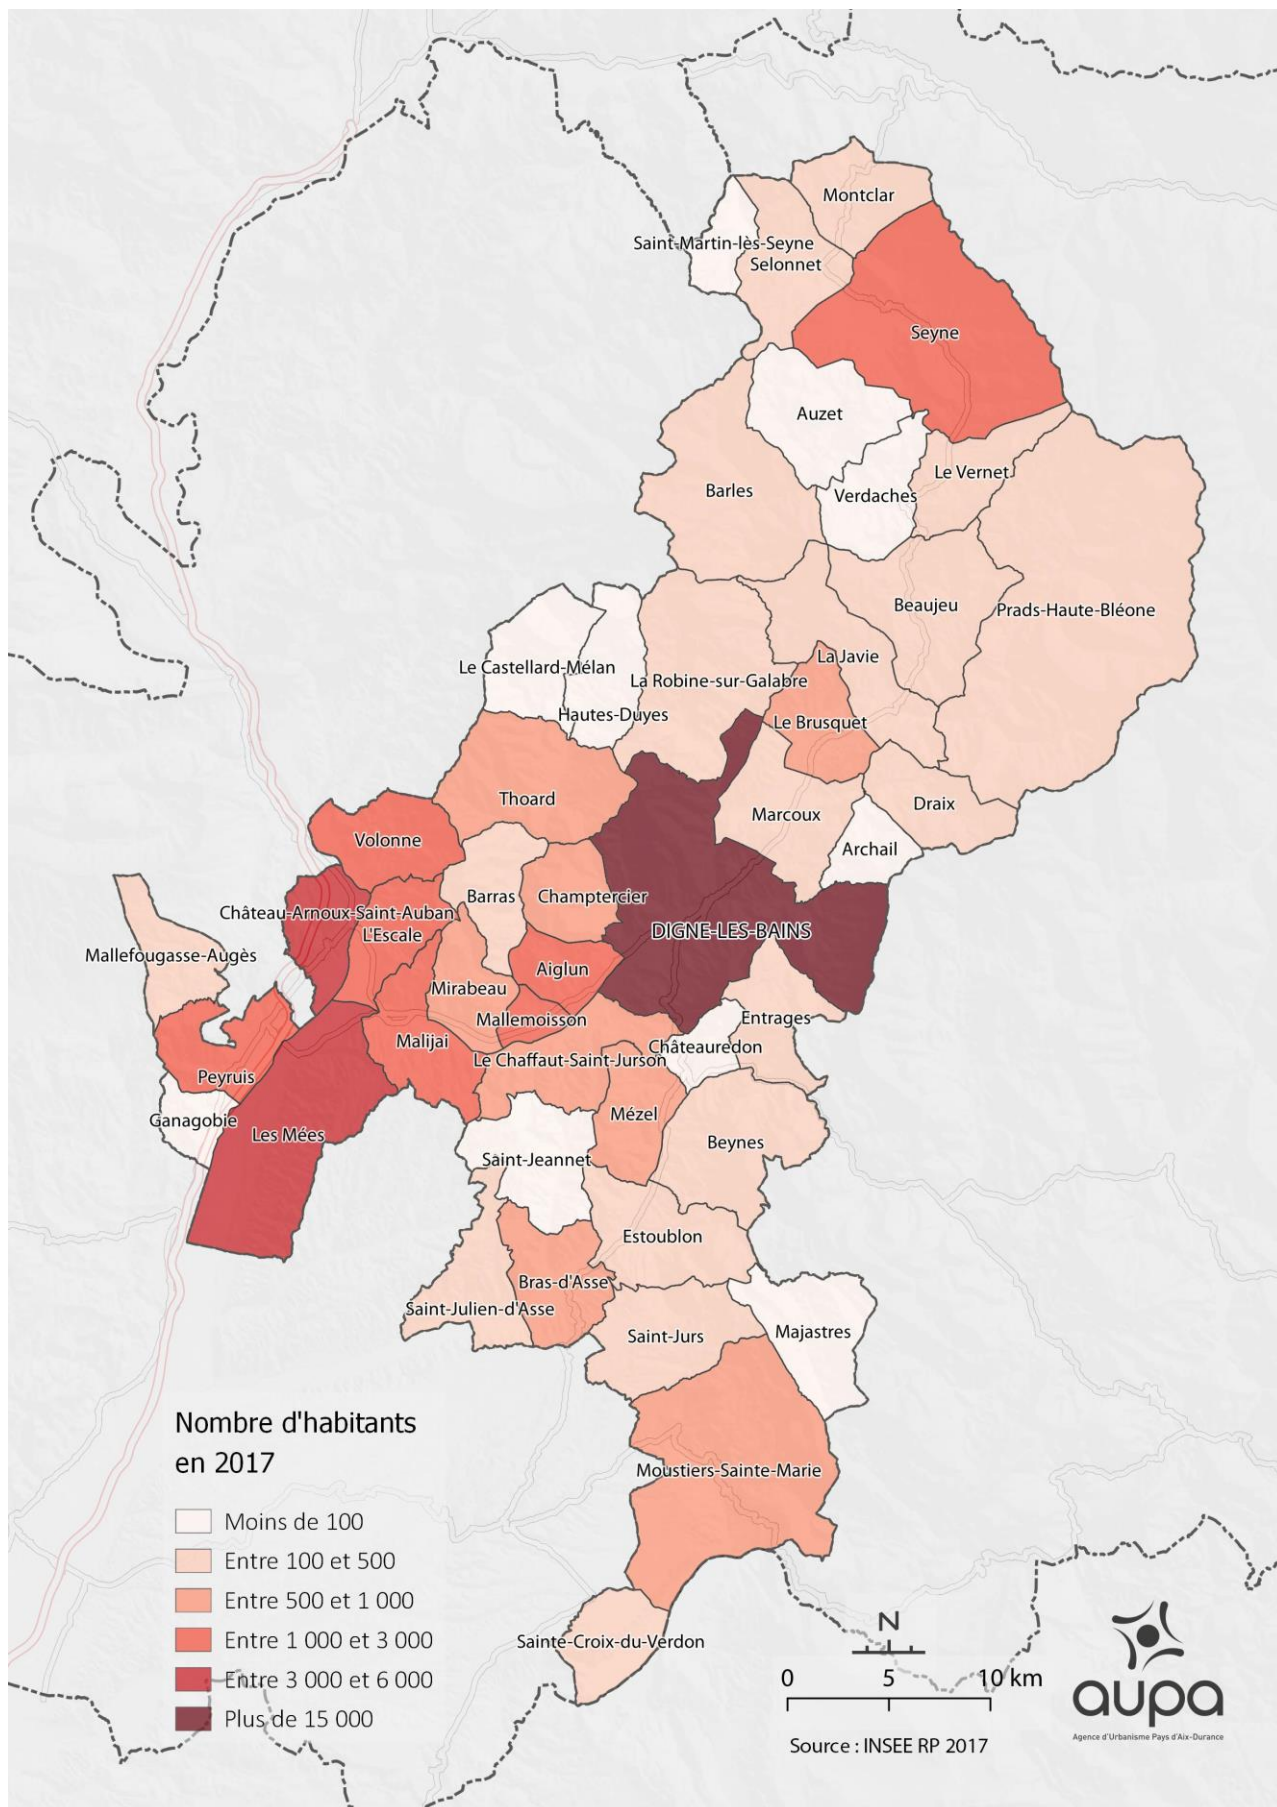 Montclar
Saint-Martin-lès-Seyne
Selonnet
Seyne
Auzet
Le Vernet
Barles
Verdaches
Beaujeu
Prads-Haute-Bléone
La Javie
Le Castellard-Mélan
La Robine-sur-Galabre
Hautes-Duyes
Le Brusquet
Thoard
Draix
Marcoux
Volonne
Archail
Barras
Champtercier
Château-Arnoux-Saint-Auban
L'Escale
DIGNE-LES-BAINS
Mallefougasse-Augès
Aiglun
Mirabeau
Entrages
Mallemoisson
Malijai
Châteauredon
Le Chaffaut-Saint-Jurson
Peyruis
Mézel
Ganagobie
Les Mées
Beynes
Saint-Jeannet
Estoublon
Bras-d'Asse
Saint-Julien-d'Asse
Majastres
Saint-Jurs
Moustiers-Sainte-Marie
Sainte-Croix-du-Verdon
Nombre d'habitants
en 2017
Moins de 100
Entre 100 et 500
Entre 500 et 1 000
Entre 1 000 et 3 000
Entre 3 000 et 6 000
Plus de 15 000
N
0 5 10 km
Source : INSEE RP 2017
aupa
Agence d'Urbanisme Pays d'Aix-Durance